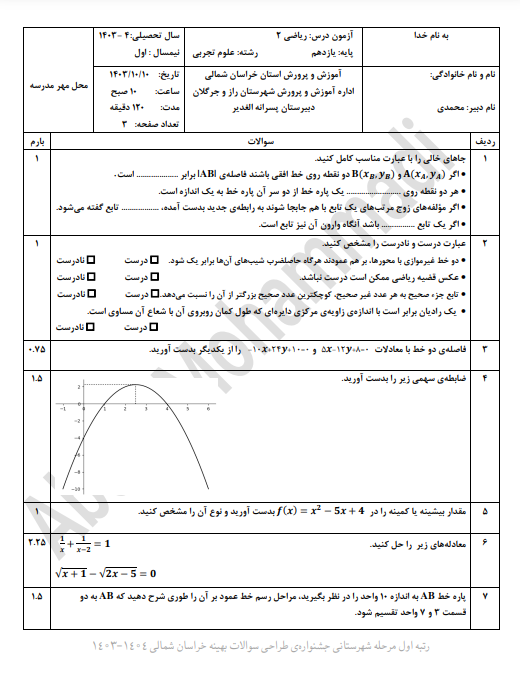 به نام خدا
آزمون درس: ریاضی ۲
سال تحصیلی: ۴ -۱۴۰۳
پایه: یازدهم رشته: علوم تجربی
نیمسال : اول
نام و نام خانوادگی:
نام دبیر: محمدی
آموزش و پرورش استان خراسان شمالی
اداره آموزش و پرورش شهرستان راز و جرگلان
دبیرستان پسرانه الغدیر
تاریخ: ۱۴۰۳/۱۰/۱۰
ساعت: ۱۰ صبح
مدت: ۱۲۰ دقیقه
تعداد صفحه: ۳
محل مهر مدرسه
ردیف سوالات بارم
۱ جاهای خالی را با عبارت مناسب کامل کنید. ۱
• اگر A(xA, yA) و B(xB, yB) دو نقطه روی خط افقی باشند فاصله‌ی |AB| برابر .................. است.
• هر دو نقطه روی ........................ یک پاره خط از دو سر آن پاره خط به یک اندازه است.
• اگر مؤلفه‌های زوج مرتب‌های یک تابع با هم جابجا شوند به رابطه‌ی جدید بدست آمده، ................ تابع گفته می‌شود.
• اگر یک تابع .............. باشد آنگاه وارون آن نیز تابع است.
۲ عبارت درست و نادرست را مشخص کنید. ۱
• دو خط غیرموازی با محورها، بر هم عمودند هرگاه حاصلضرب شیب‌های آن‌ها برابر یک شود. درست نادرست
• عکس قضیه ریاضی ممکن است درست نباشد. درست نادرست
• تابع جزء صحیح به هر عدد غیر صحیح، کوچکترین عدد صحیح بزرگتر از آن را نسبت می‌دهد. درست نادرست
• یک رادیان برابر است با اندازه‌ی زاویه‌ی مرکزی دایره‌ای که طول کمان روبروی آن با شعاع آن مساوی است.
درست نادرست
۳ فاصله‌ی دو خط با معادلات ۵x-۱۲y+۸=۰ و -۱۰x+۲۴y+۱۰=۰ را از یکدیگر بدست آورید. ۰.۷۵
۴ ضابطه‌ی سهمی زیر را بدست آورید. ۱.۵
2
-1 0 1 2 3 4 5 6
-2
-4
-6
-8
-10
۵ مقدار بیشینه یا کمینه را در f(x) = x² − 5x + 4 بدست آورید و نوع آن را مشخص کنید. ۱
۶ معادله‌های زیر را حل کنید. 1/x + 1/(x−2) = 1 ۲.۲۵
√(x + 1) − √(2x − 5) = 0
۷ پاره خط AB به اندازه ۱۰ واحد را در نظر بگیرید، مراحل رسم خط عمود بر آن را طوری شرح دهید که AB به دو ۱.۵
قسمت ۳ و ۷ واحد تقسیم شود.
رتبه اول مرحله شهرستانی جشنواره‌ی طراحی سوالات بهینه خراسان شمالی ۱۴۰۴-۱۴۰۳